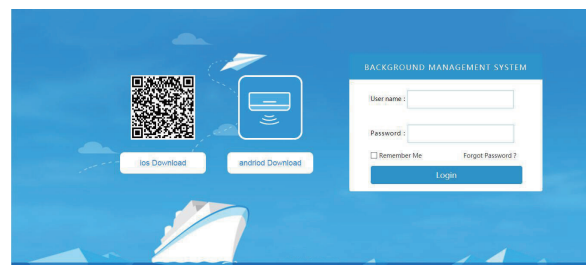 BACKGROUND MANAGEMENT SYSTEM
User name :
Password :
Remember Me
Forgot Password ?
Login
Ios Download
andriod Download